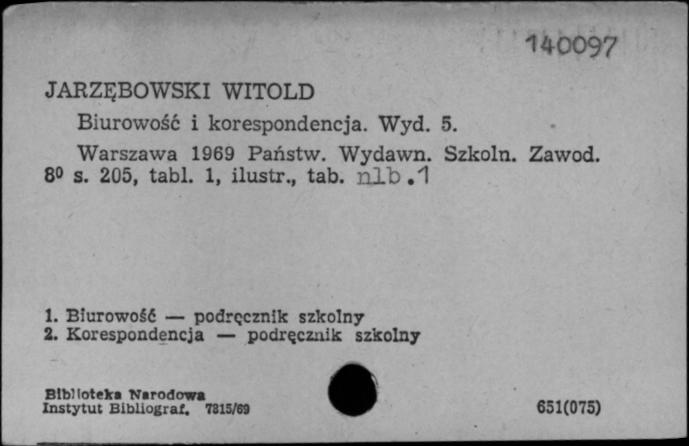 140097
JARZĘBOWSKI WITOLD
Biurowość i korespondencja. Wyd. 5.
Warszawa 1969 Państw. Wydawn. Szkoln. Zawod.
8⁰ s. 205, tabl. 1, ilustr., tab. nlb.1
1. Biurowość — podręcznik szkolny
2. Korespondencja — podręcznik szkolny
Biblioteka Narodowa
Instytut Bibliograf. 7815/69
651(075)